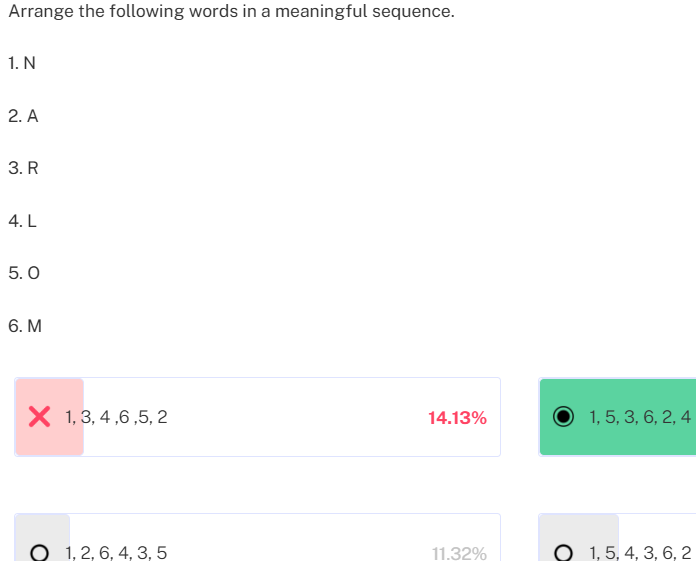 Arrange the following words in a meaningful sequence.
1. N
2. A
3. R
4. L
5. O
6. M
1, 3, 4 ,6 ,5, 2 14.13%
1, 5, 3, 6, 2, 4
1, 2, 6, 4, 3, 5 11.32%
1, 5, 4, 3, 6, 2